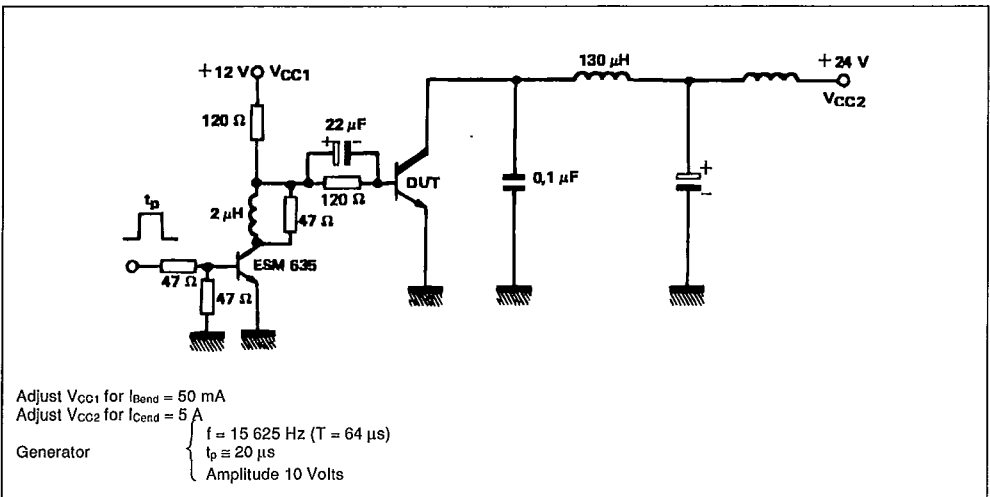 130 µH
+ 24 V
+ 12 V VCC1
VCC2
120 Ω
22 µF
+ −
DUT
0,1 µF
+
−
120 Ω
2 µH
47 Ω
tp
ESM 635
47 Ω
47 Ω
Adjust VCC1 for IBend = 50 mA
Adjust VCC2 for ICend = 5 A
f = 15 625 Hz (T = 64 µs)
Generator
tp ≅ 20 µs
Amplitude 10 Volts